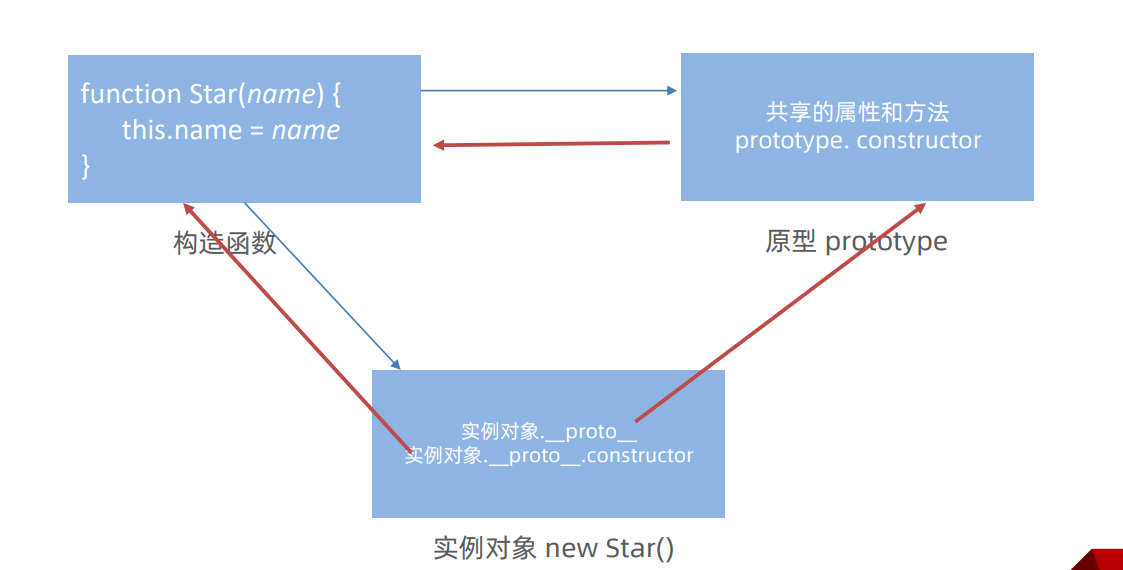 function Star(name) {
this.name = name
}
共享的属性和方法
prototype. constructor
构造函数
原型 prototype
实例对象.__proto__
实例对象.__proto__.constructor
实例对象 new Star()